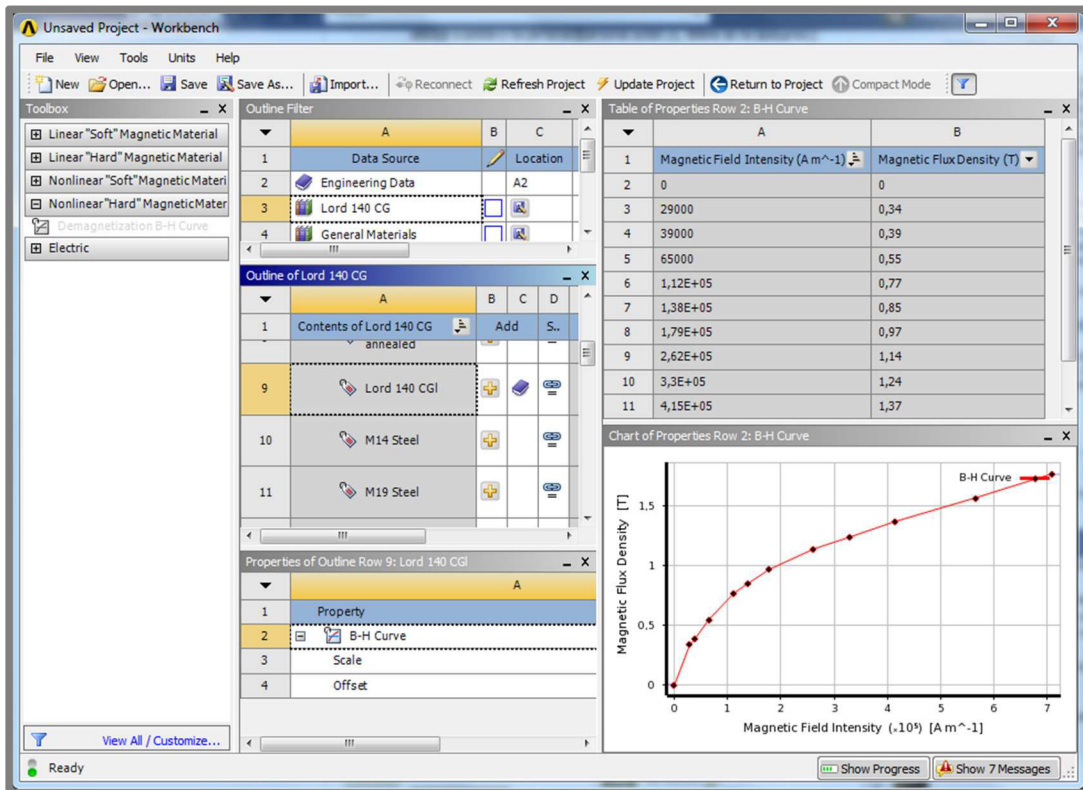 Unsaved Project - Workbench
File View Tools Units Help
New Open... Save Save As... Import... Reconnect Refresh Project Update Project Return to Project Compact Mode
Toolbox
Linear "Soft" Magnetic Material
Linear "Hard" Magnetic Material
Nonlinear "Soft" Magnetic Materi
Nonlinear "Hard" Magnetic Mater
Demagnetization B-H Curve
Electric
View All / Customize...
Outline Filter
A B C
1 Data Source Location
2 Engineering Data A2
3 Lord 140 CG
4 General Materials
Outline of Lord 140 CG
A B C D
1 Contents of Lord 140 CG Add S..
annealed
9 Lord 140 CGl
10 M14 Steel
11 M19 Steel
Properties of Outline Row 9: Lord 140 CGl
A
1 Property
2 B-H Curve
3 Scale
4 Offset
Table of Properties Row 2: B-H Curve
A B
1 Magnetic Field Intensity (A m^-1) Magnetic Flux Density (T)
2 0 0
3 29000 0,34
4 39000 0,39
5 65000 0,55
6 1,12E+05 0,77
7 1,38E+05 0,85
8 1,79E+05 0,97
9 2,62E+05 1,14
10 3,3E+05 1,24
11 4,15E+05 1,37
Chart of Properties Row 2: B-H Curve
B-H Curve
Magnetic Flux Density [T]
1,5
1
0,5
0
0 1 2 3 4 5 6 7
Magnetic Field Intensity (.10⁵) [A m^-1]
Ready
Show Progress Show 7 Messages